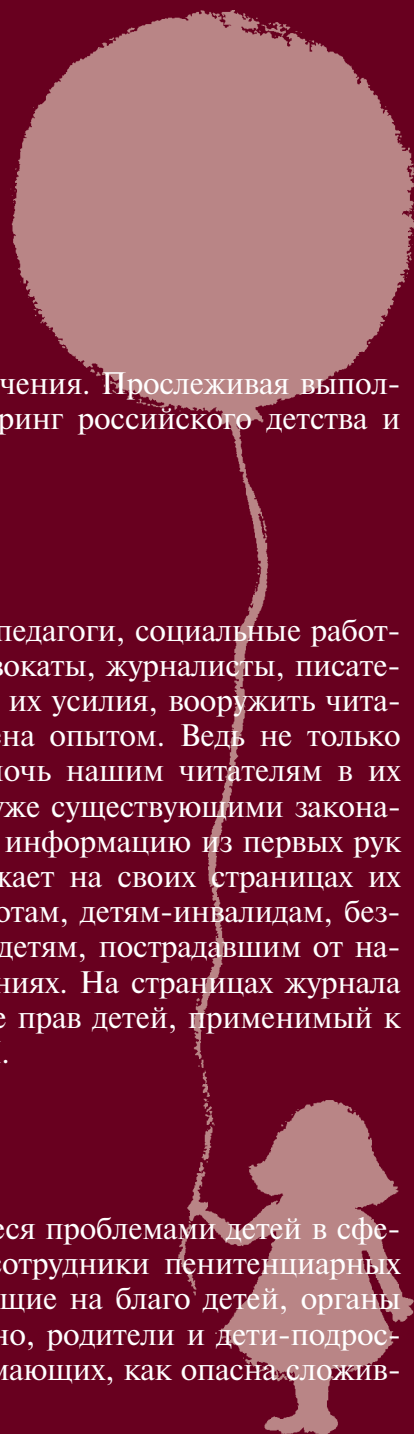 чения. Прослеживая выпол-
ринг российского детства и
педагоги, социальные работ-
вокаты, журналисты, писате-
их усилия, вооружить чита-
ена опытом. Ведь не только
мочь нашим читателям в их
уже существующими закона-
информацию из первых рук
жает на своих страницах их
отам, детям-инвалидам, без-
детям, пострадавшим от на-
ниях. На страницах журнала
е прав детей, применимый к
еся проблемами детей в сфе-
сотрудники пенитенциарных
щие на благо детей, органы
но, родители и дети-подрос-
мающих, как опасна сложив-